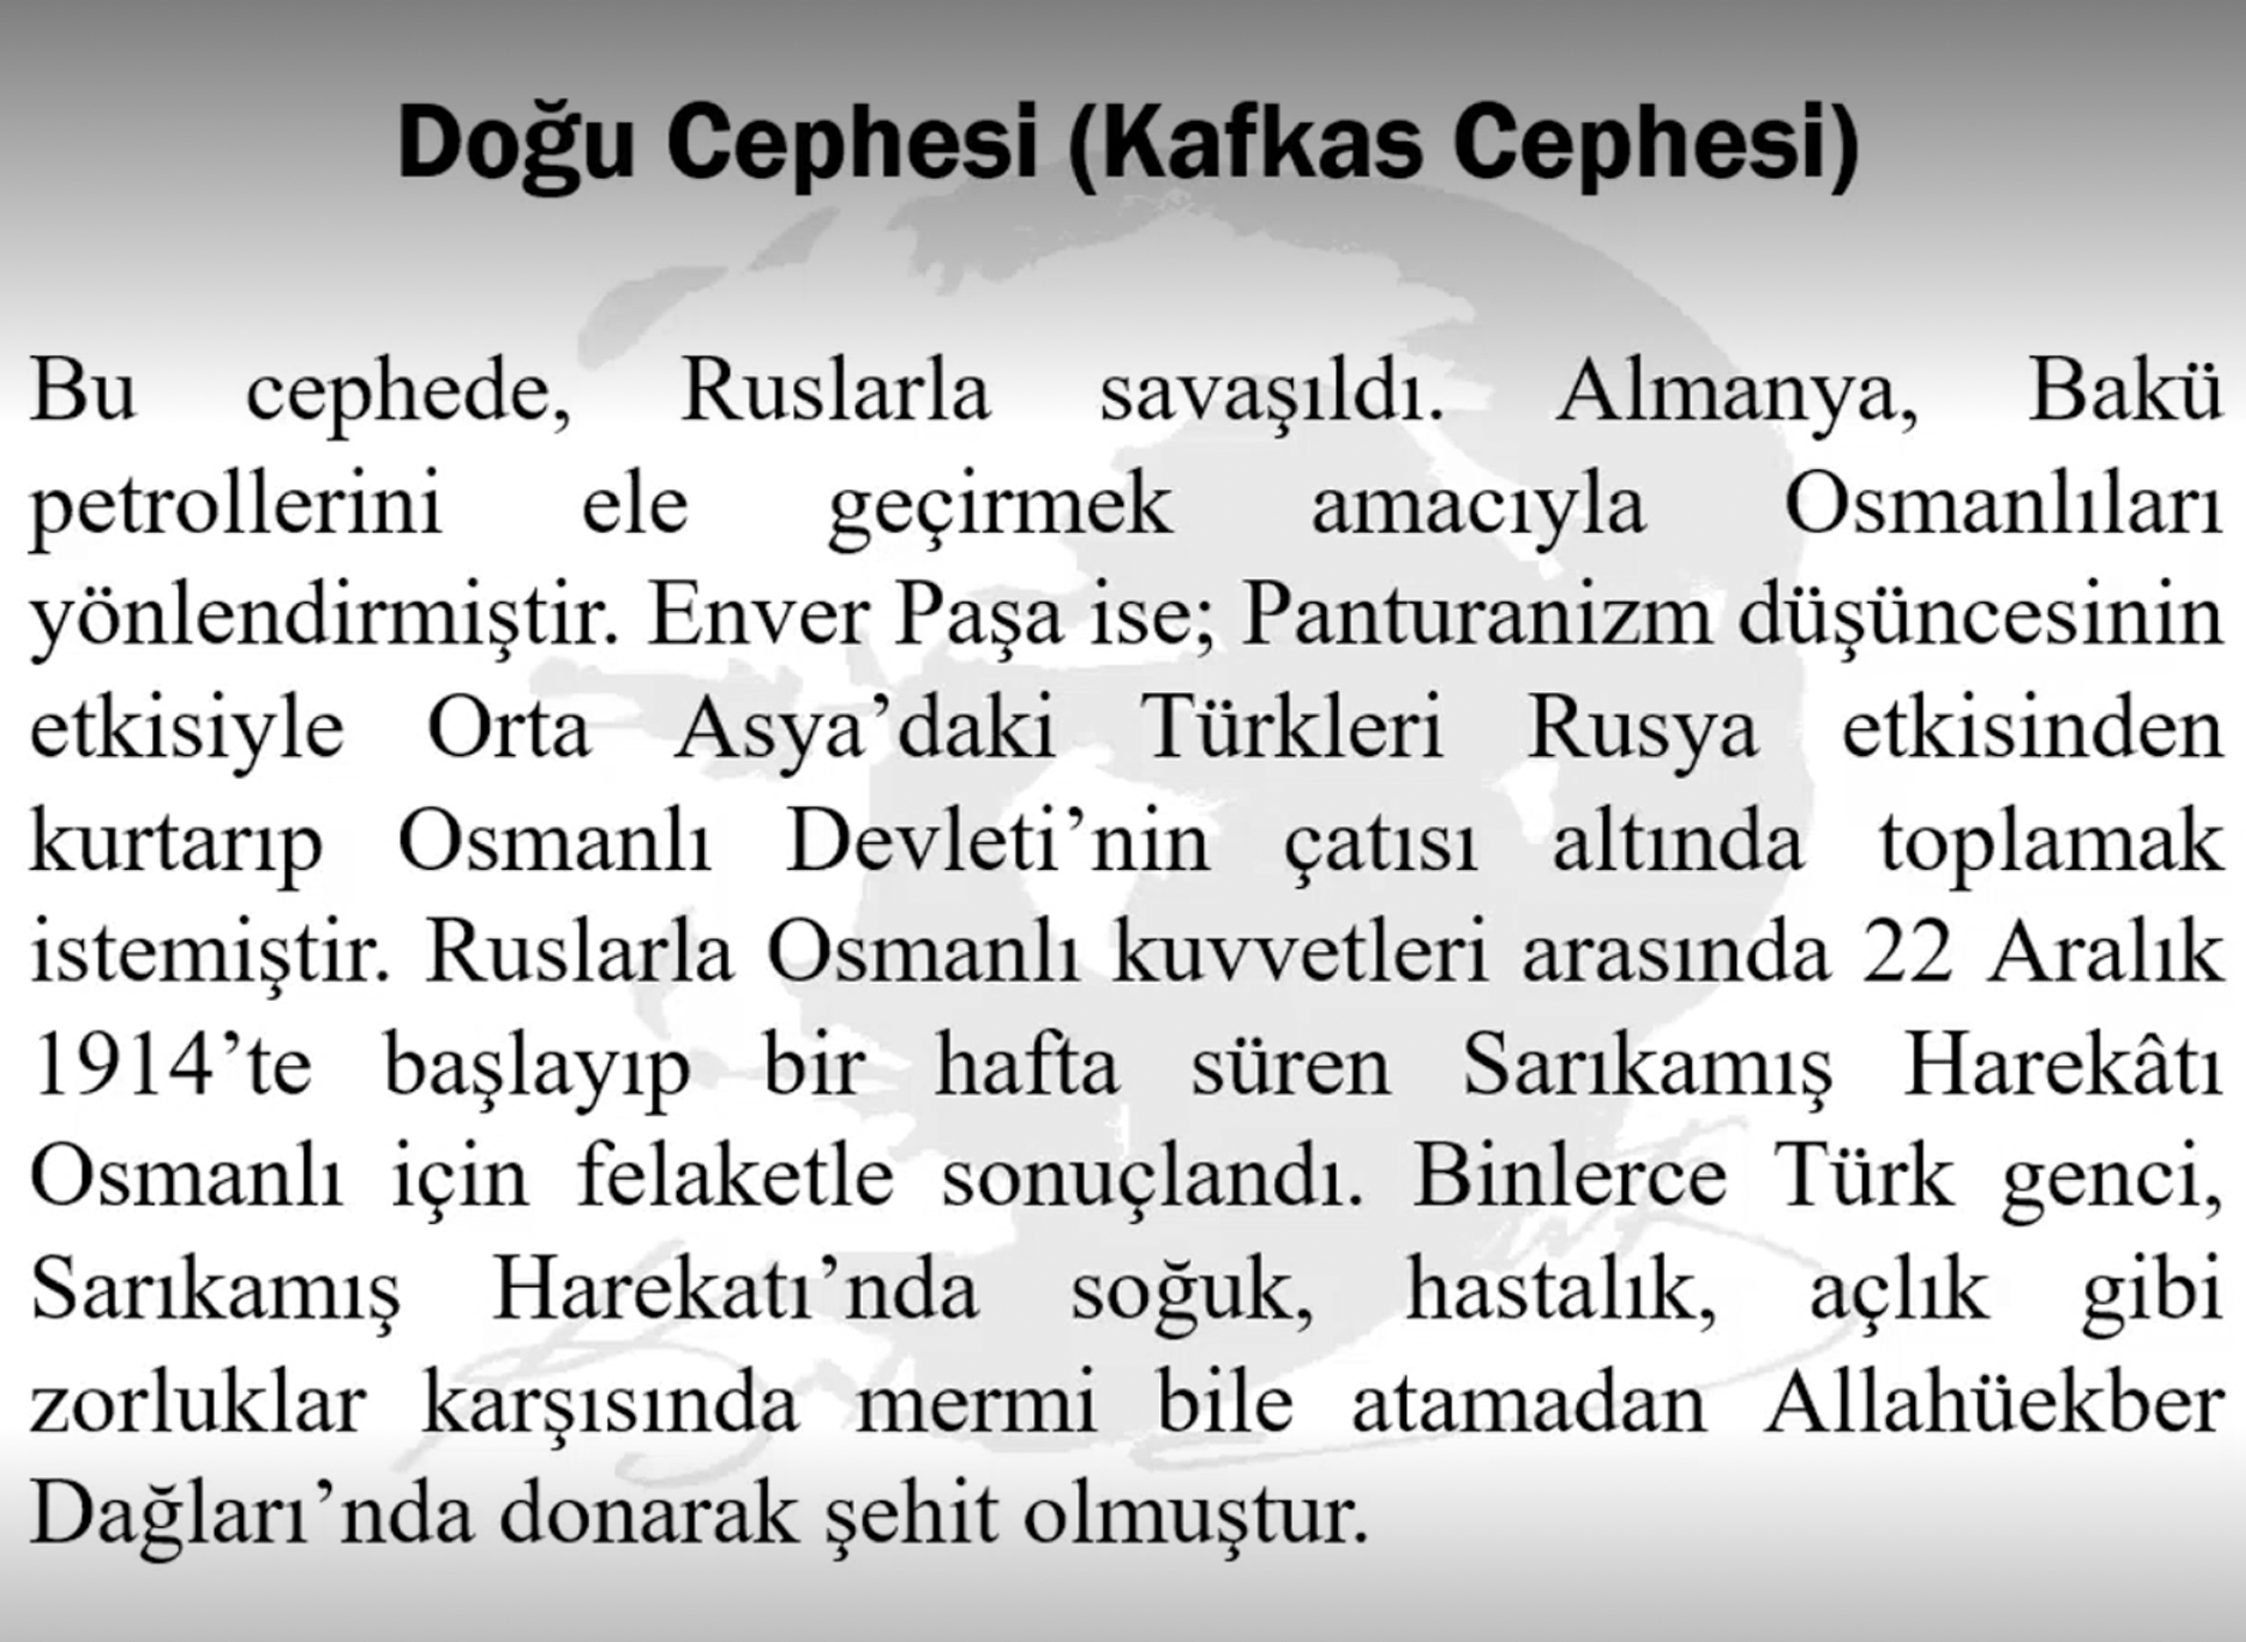 Doğu Cephesi (Kafkas Cephesi)
Bu cephede, Ruslarla savaşıldı. Almanya, Bakü
petrollerini ele geçirmek amacıyla Osmanlıları
yönlendirmiştir. Enver Paşa ise; Panturanizm düşüncesinin
etkisiyle Orta Asya’daki Türkleri Rusya etkisinden
kurtarıp Osmanlı Devleti’nin çatısı altında toplamak
istemiştir. Ruslarla Osmanlı kuvvetleri arasında 22 Aralık
1914’te başlayıp bir hafta süren Sarıkamış Harekâtı
Osmanlı için felaketle sonuçlandı. Binlerce Türk genci,
Sarıkamış Harekatı’nda soğuk, hastalık, açlık gibi
zorluklar karşısında mermi bile atamadan Allahüekber
Dağları’nda donarak şehit olmuştur.